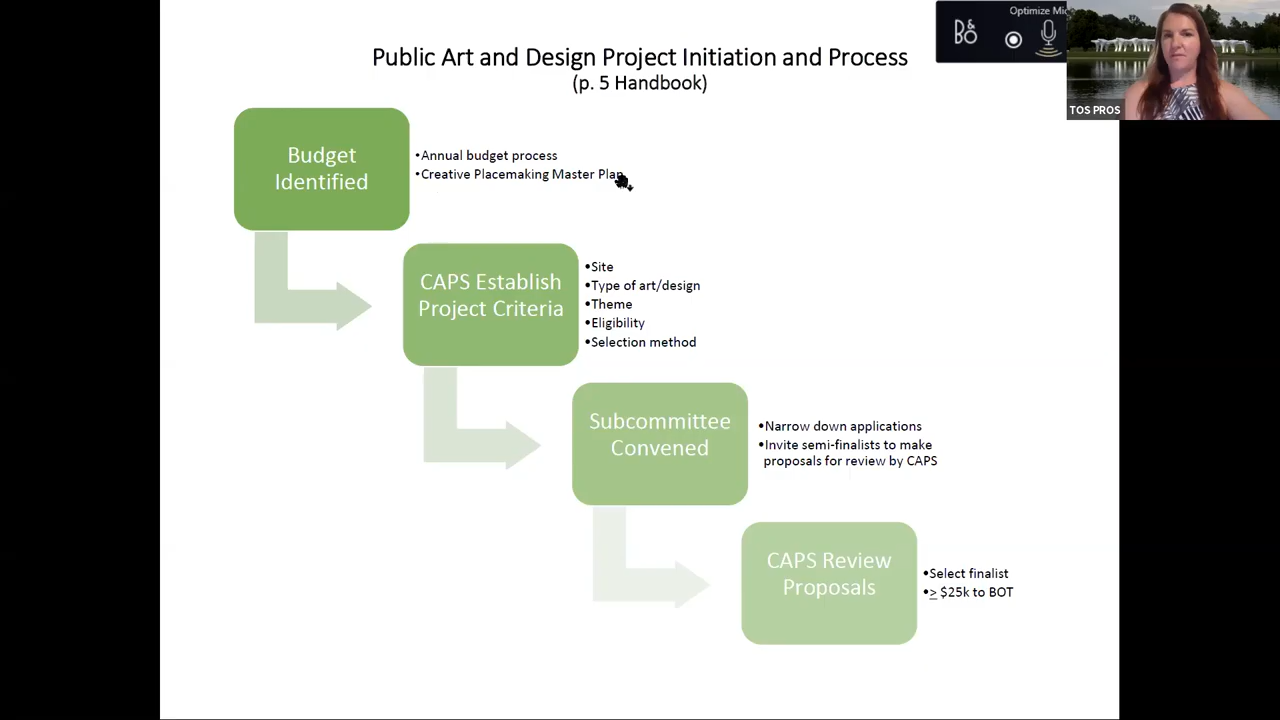 Public Art and Design Project Initiation and Process
(p. 5 Handbook)
Budget
Identified
•Annual budget process
•Creative Placemaking Master Plan
CAPS Establish
Project Criteria
•Site
•Type of art/design
•Theme
•Eligibility
•Selection method
Subcommittee
Convened
•Narrow down applications
•Invite semi-finalists to make
proposals for review by CAPS
CAPS Review
Proposals
•Select finalist
•≥ $25k to BOT
B&O
Optimize Mic
TOS PROS